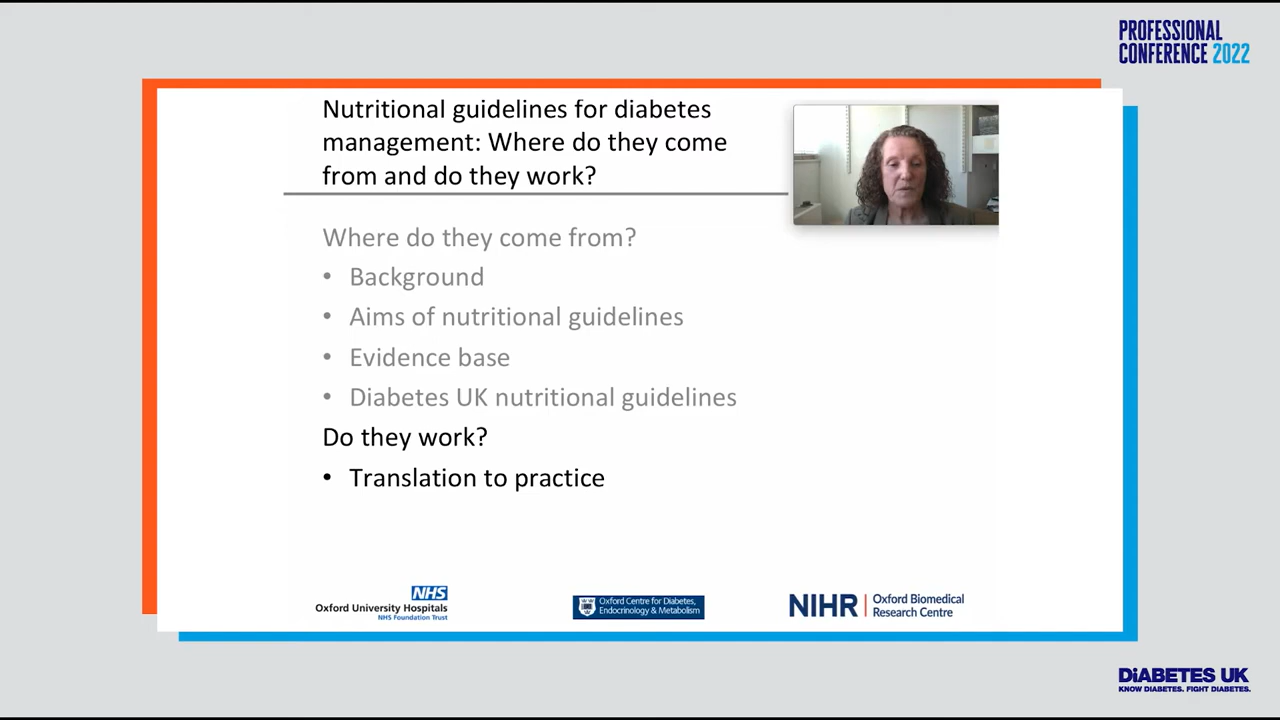 PROFESSIONAL
CONFERENCE 2022
Nutritional guidelines for diabetes
management: Where do they come
from and do they work?
Where do they come from?
• Background
• Aims of nutritional guidelines
• Evidence base
• Diabetes UK nutritional guidelines
Do they work?
• Translation to practice
NHS
Oxford University Hospitals
NHS Foundation Trust
Oxford Centre for Diabetes,
Endocrinology & Metabolism
NIHR Oxford Biomedical
Research Centre
DiABETES UK
KNOW DIABETES. FIGHT DIABETES.